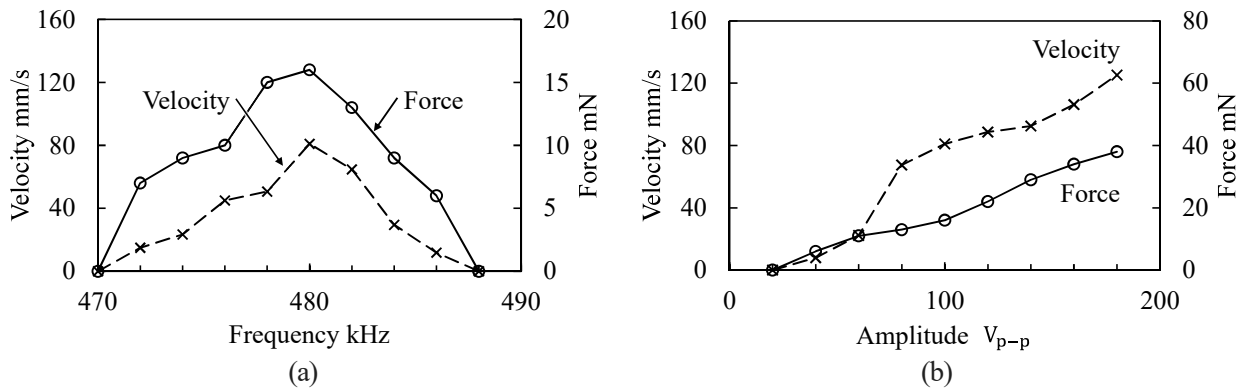 160
120
80
40
0
Velocity mm/s
20
15
10
5
0
Force mN
Velocity
Force
470
480
490
Frequency kHz
(a)
160
120
80
40
0
Velocity mm/s
80
60
40
20
0
Force mN
Velocity
Force
0
100
200
Amplitude Vp−p
(b)